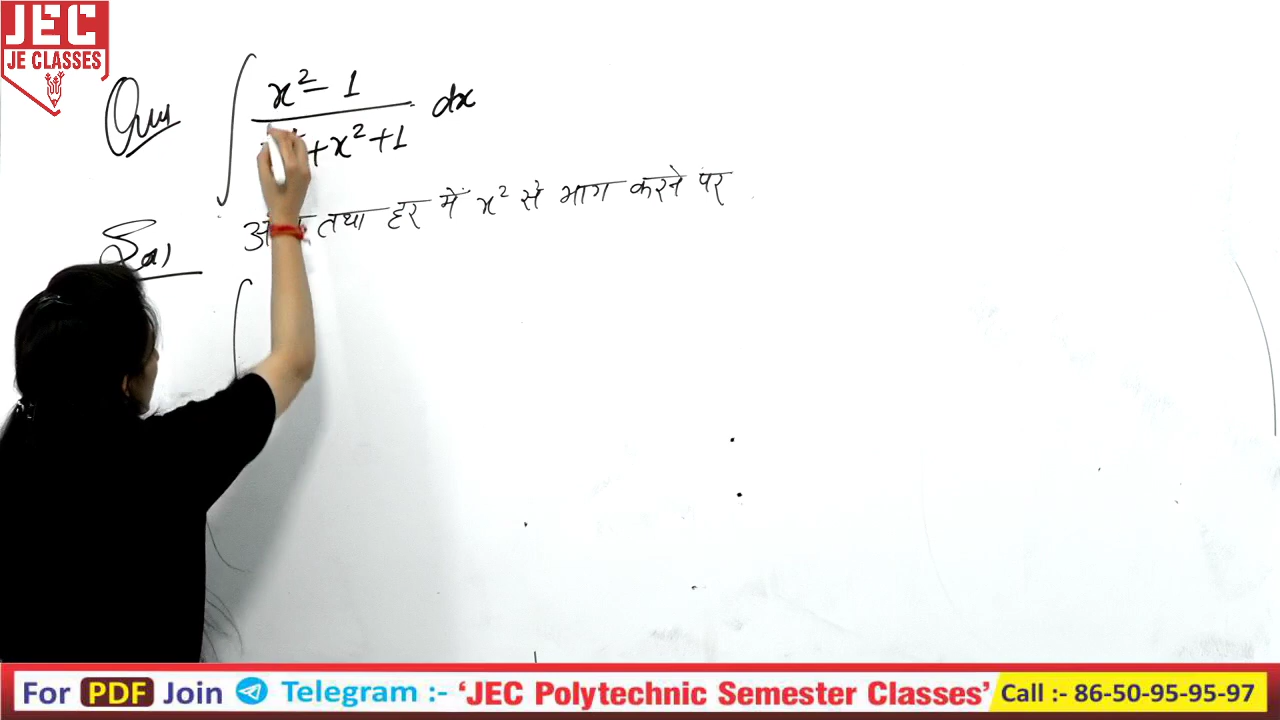 JEC
JE CLASSES
Ques
∫ x² - 1 / + x² + 1 dx
Sol
तथा हर में x² से भाग करने पर
∫
For PDF Join Telegram :- ‘JEC Polytechnic Semester Classes’ Call :- 86-50-95-95-97